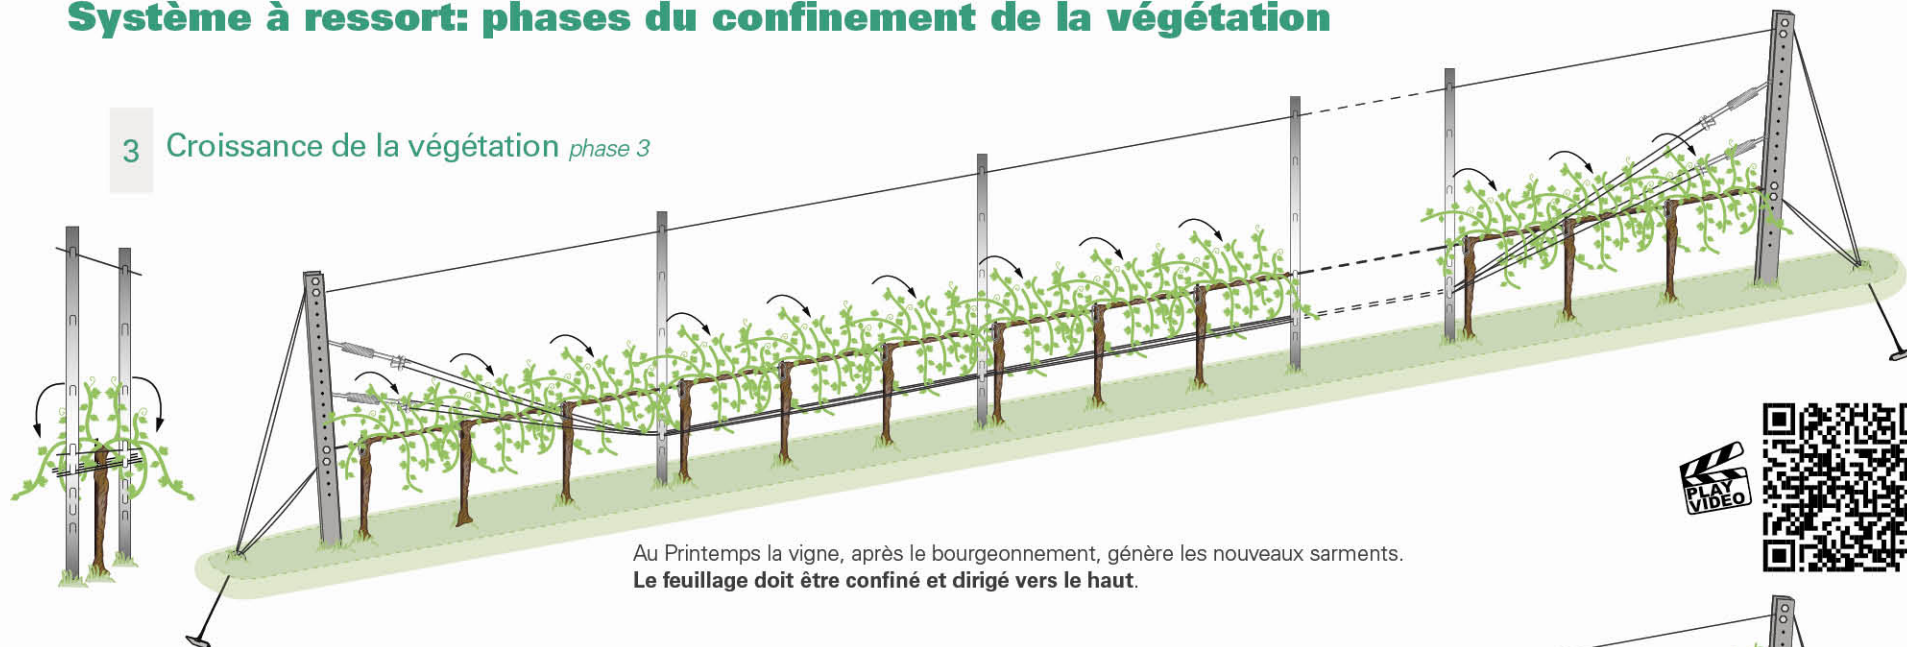 Système à ressort: phases du confinement de la végétation
3 Croissance de la végétation phase 3
Au Printemps la vigne, après le bourgeonnement, génère les nouveaux sarments.
Le feuillage doit être confiné et dirigé vers le haut.
PLAY
VIDEO